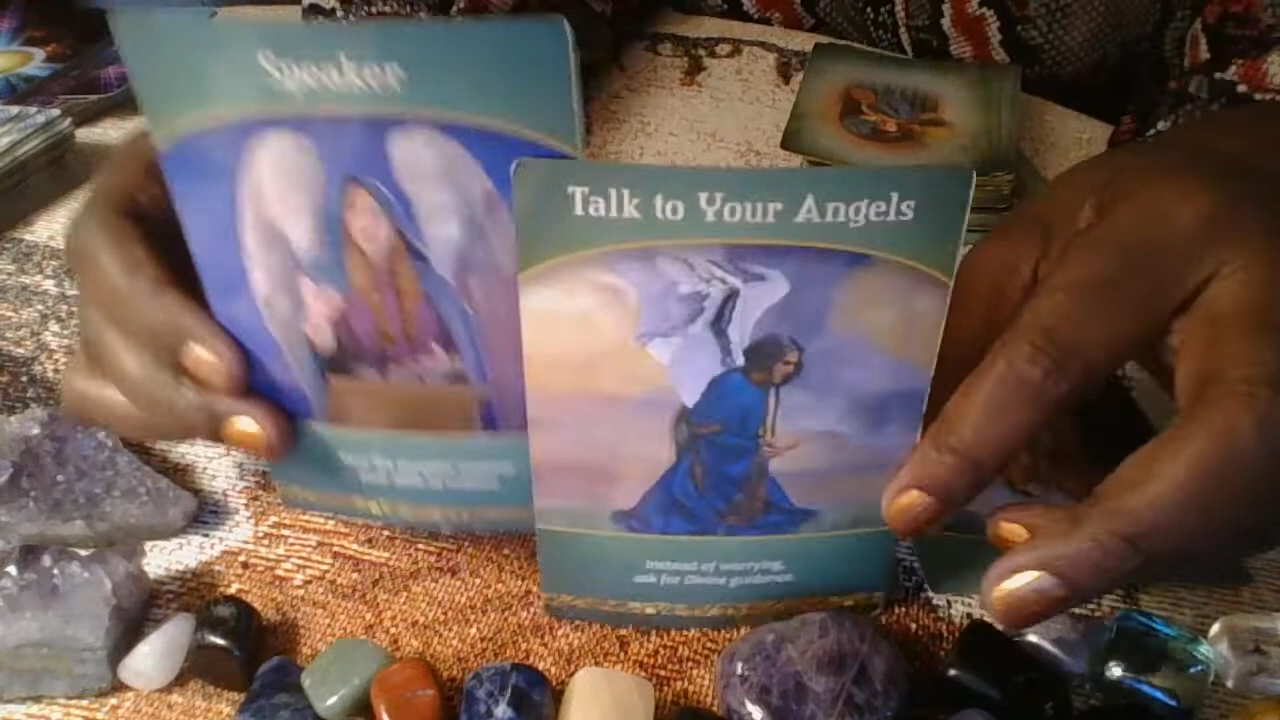 Speaker
Talk to Your Angels
Instead of worrying,
ask for Divine guidance.